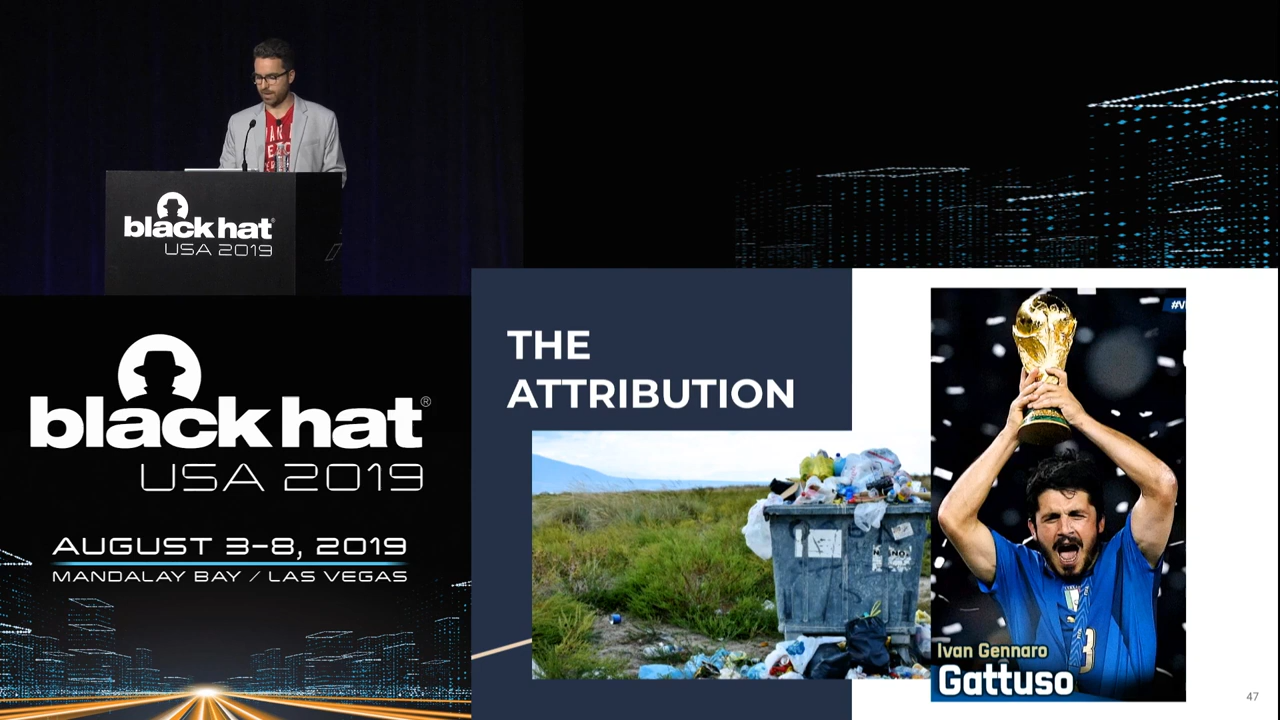 black hat®
USA 2019
black hat®
USA 2019
AUGUST 3-8, 2019
MANDALAY BAY / LAS VEGAS
THE
ATTRIBUTION
Ivan Gennaro
Gattuso
47